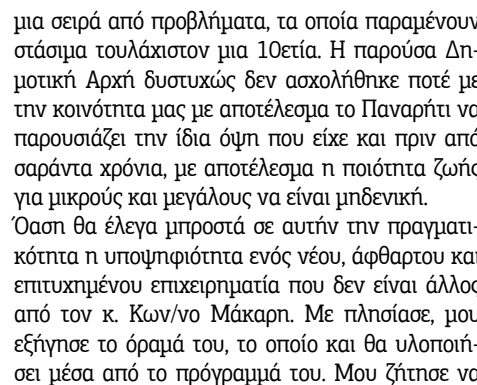 μια σειρά από προβλήματα, τα οποία παραμένουν
στάσιμα τουλάχιστον μια 10ετία. Η παρούσα Δη-
μοτική Αρχή δυστυχώς δεν ασχολήθηκε ποτέ με
την κοινότητα μας με αποτέλεσμα το Παναρήτι να
παρουσιάζει την ίδια όψη που είχε και πριν από
σαράντα χρόνια, με αποτέλεσμα η ποιότητα ζωής
για μικρούς και μεγάλους να είναι μηδενική.
Όαση θα έλεγα μπροστά σε αυτήν την πραγματι-
κότητα η υποψηφιότητα ενός νέου, άφθαρτου και
επιτυχημένου επιχειρηματία που δεν είναι άλλος
από τον κ. Κων/νο Μάκαρη. Με πλησίασε, μου
εξήγησε το όραμά του, το οποίο και θα υλοποιή-
σει μέσα από το πρόγραμμά του. Μου ζήτησε να